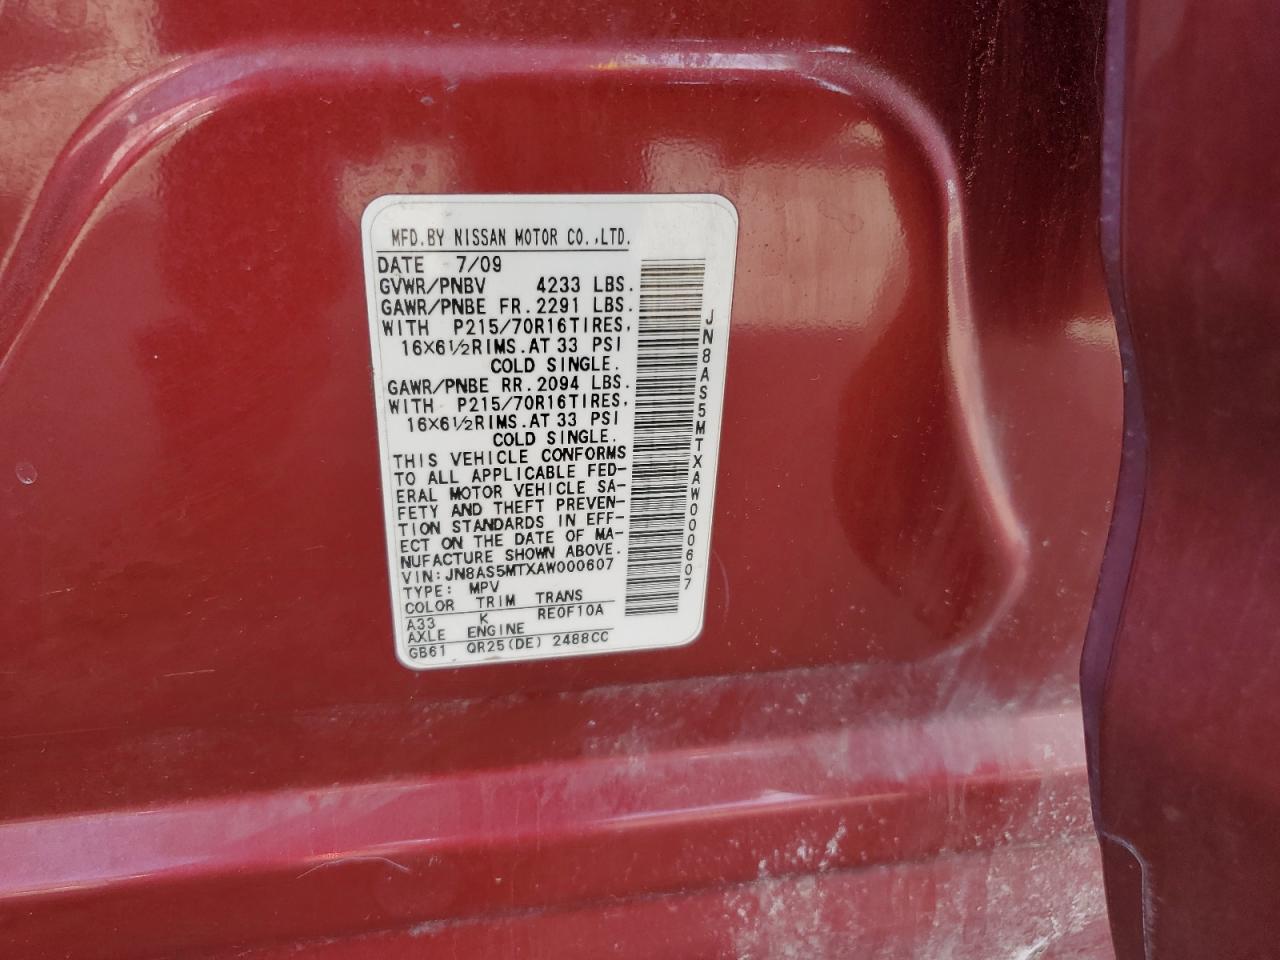 MFD.BY NISSAN MOTOR CO.,LTD.
DATE 7/09
GVWR/PNBV 4233 LBS.
GAWR/PNBE FR.2291 LBS.
WITH P215/70R16TIRES,
16×6½RIMS.AT 33 PSI
COLD SINGLE.
GAWR/PNBE RR.2094 LBS.
WITH P215/70R16TIRES,
16×6½RIMS.AT 33 PSI
COLD SINGLE.
THIS VEHICLE CONFORMS
TO ALL APPLICABLE FED-
ERAL MOTOR VEHICLE SA-
FETY AND THEFT PREVEN-
TION STANDARDS IN EFF-
ECT ON THE DATE OF MA-
NUFACTURE SHOWN ABOVE.
VIN:JN8AS5MTXAW000607
TYPE: MPV
COLOR TRIM TRANS
A33 K RE0F10A
AXLE ENGINE
GB61 QR25(DE) 2488CC
JN8AS5MTXAW000607